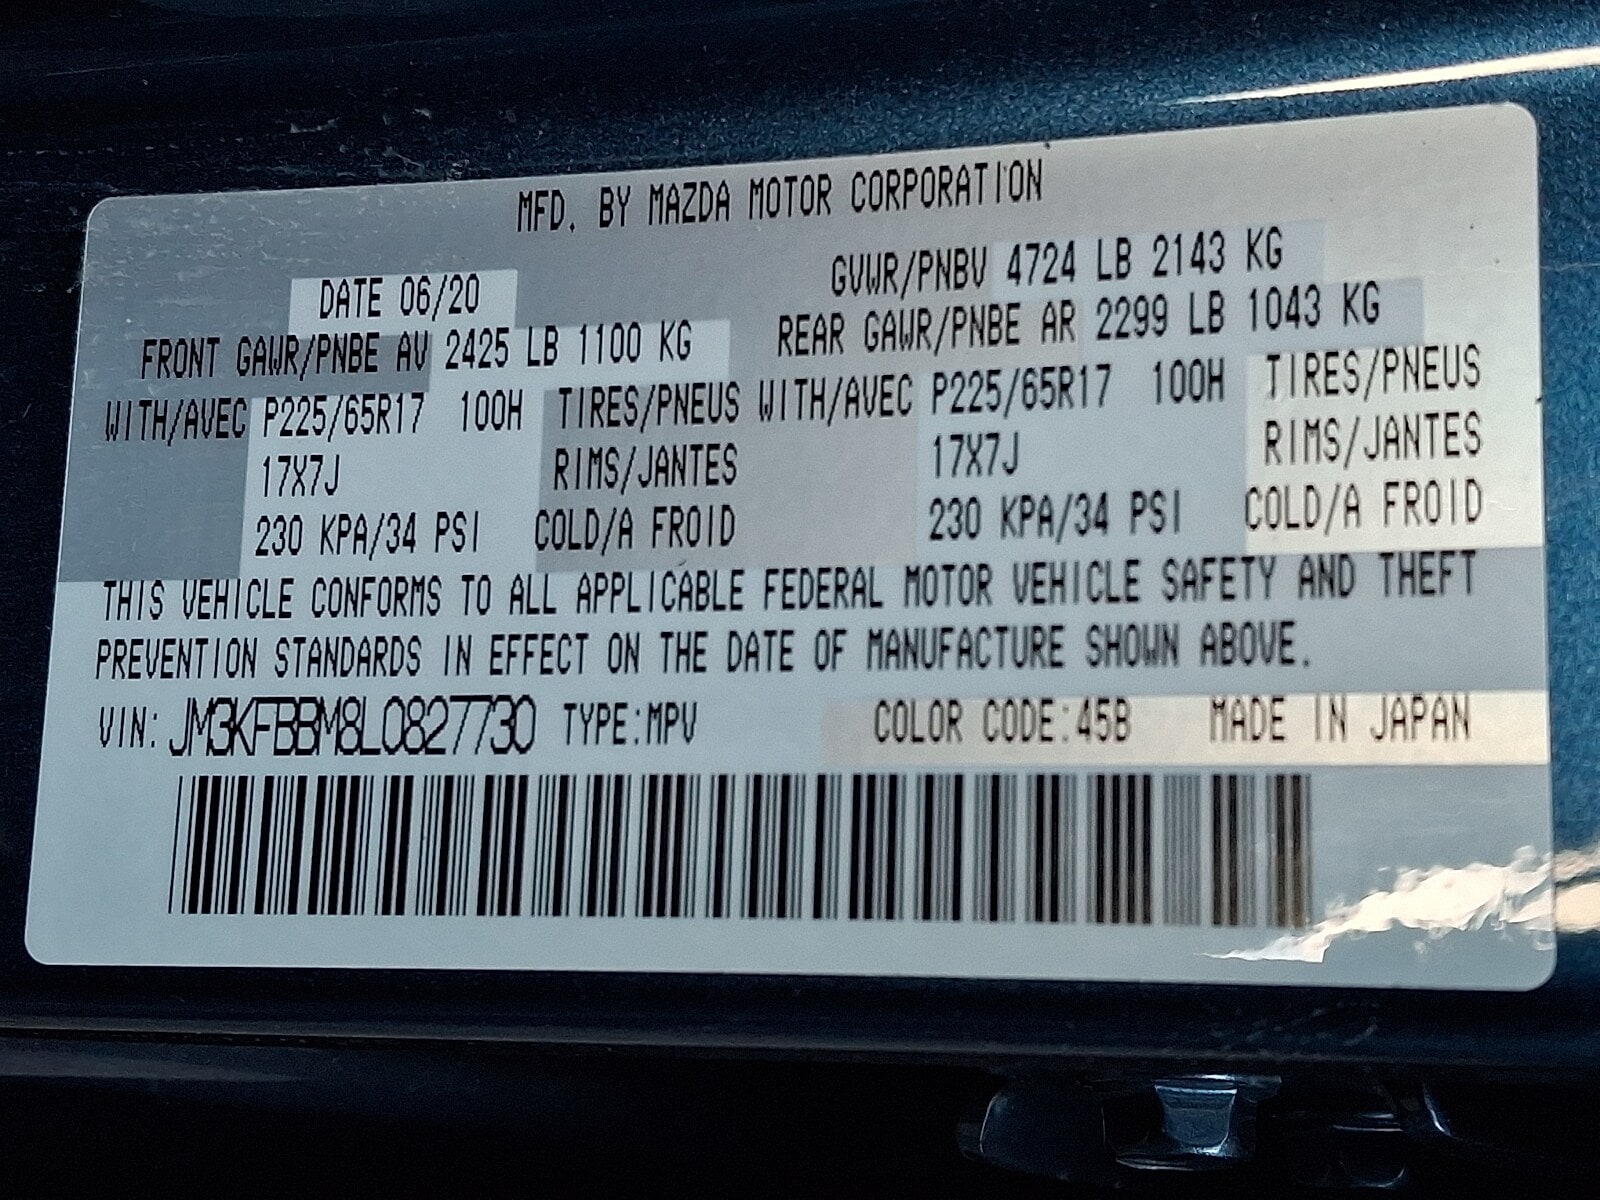 MFD. BY MAZDA MOTOR CORPORATION
DATE 06/20 GVWR/PNBV 4724 LB 2143 KG
FRONT GAWR/PNBE AV 2425 LB 1100 KG REAR GAWR/PNBE AR 2299 LB 1043 KG
WITH/AVEC P225/65R17 100H TIRES/PNEUS WITH/AVEC P225/65R17 100H TIRES/PNEUS
17X7J RIMS/JANTES 17X7J RIMS/JANTES
230 KPA/34 PSI COLD/A FROID 230 KPA/34 PSI COLD/A FROID
THIS VEHICLE CONFORMS TO ALL APPLICABLE FEDERAL MOTOR VEHICLE SAFETY AND THEFT
PREVENTION STANDARDS IN EFFECT ON THE DATE OF MANUFACTURE SHOWN ABOVE.
VIN: JM3KFBBM8L0827730 TYPE:MPV COLOR CODE:45B MADE IN JAPAN